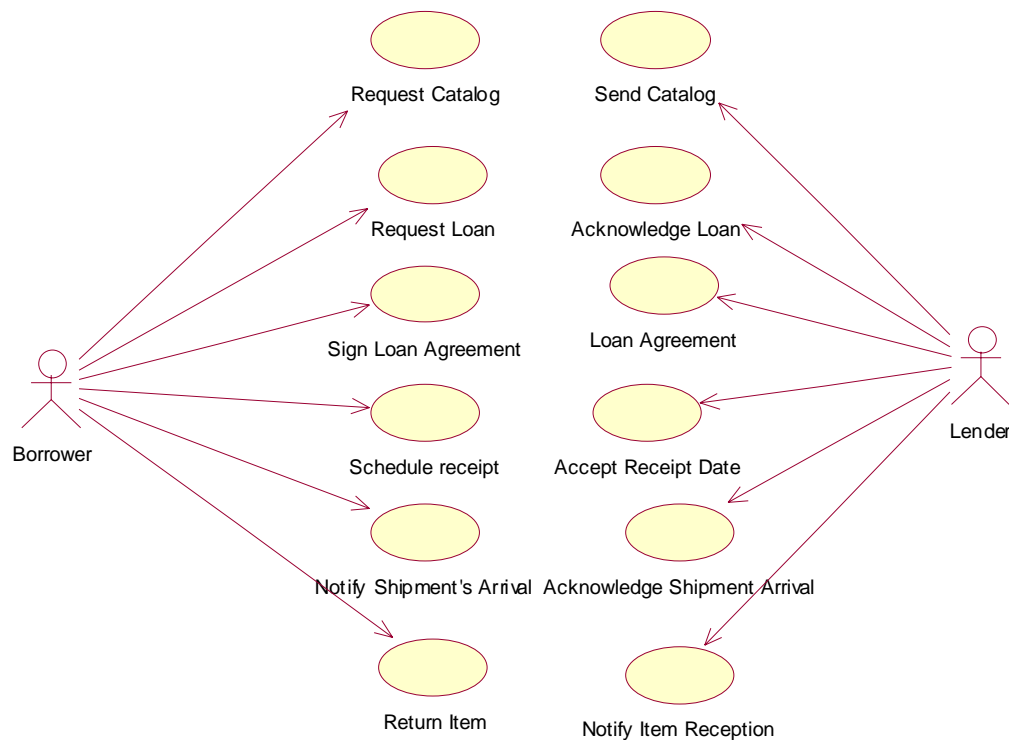 Request Catalog
Send Catalog
Request Loan
Acknowledge Loan
Sign Loan Agreement
Loan Agreement
Borrower
Lender
Schedule receipt
Accept Receipt Date
Notify Shipment's Arrival
Acknowledge Shipment Arrival
Return Item
Notify Item Reception